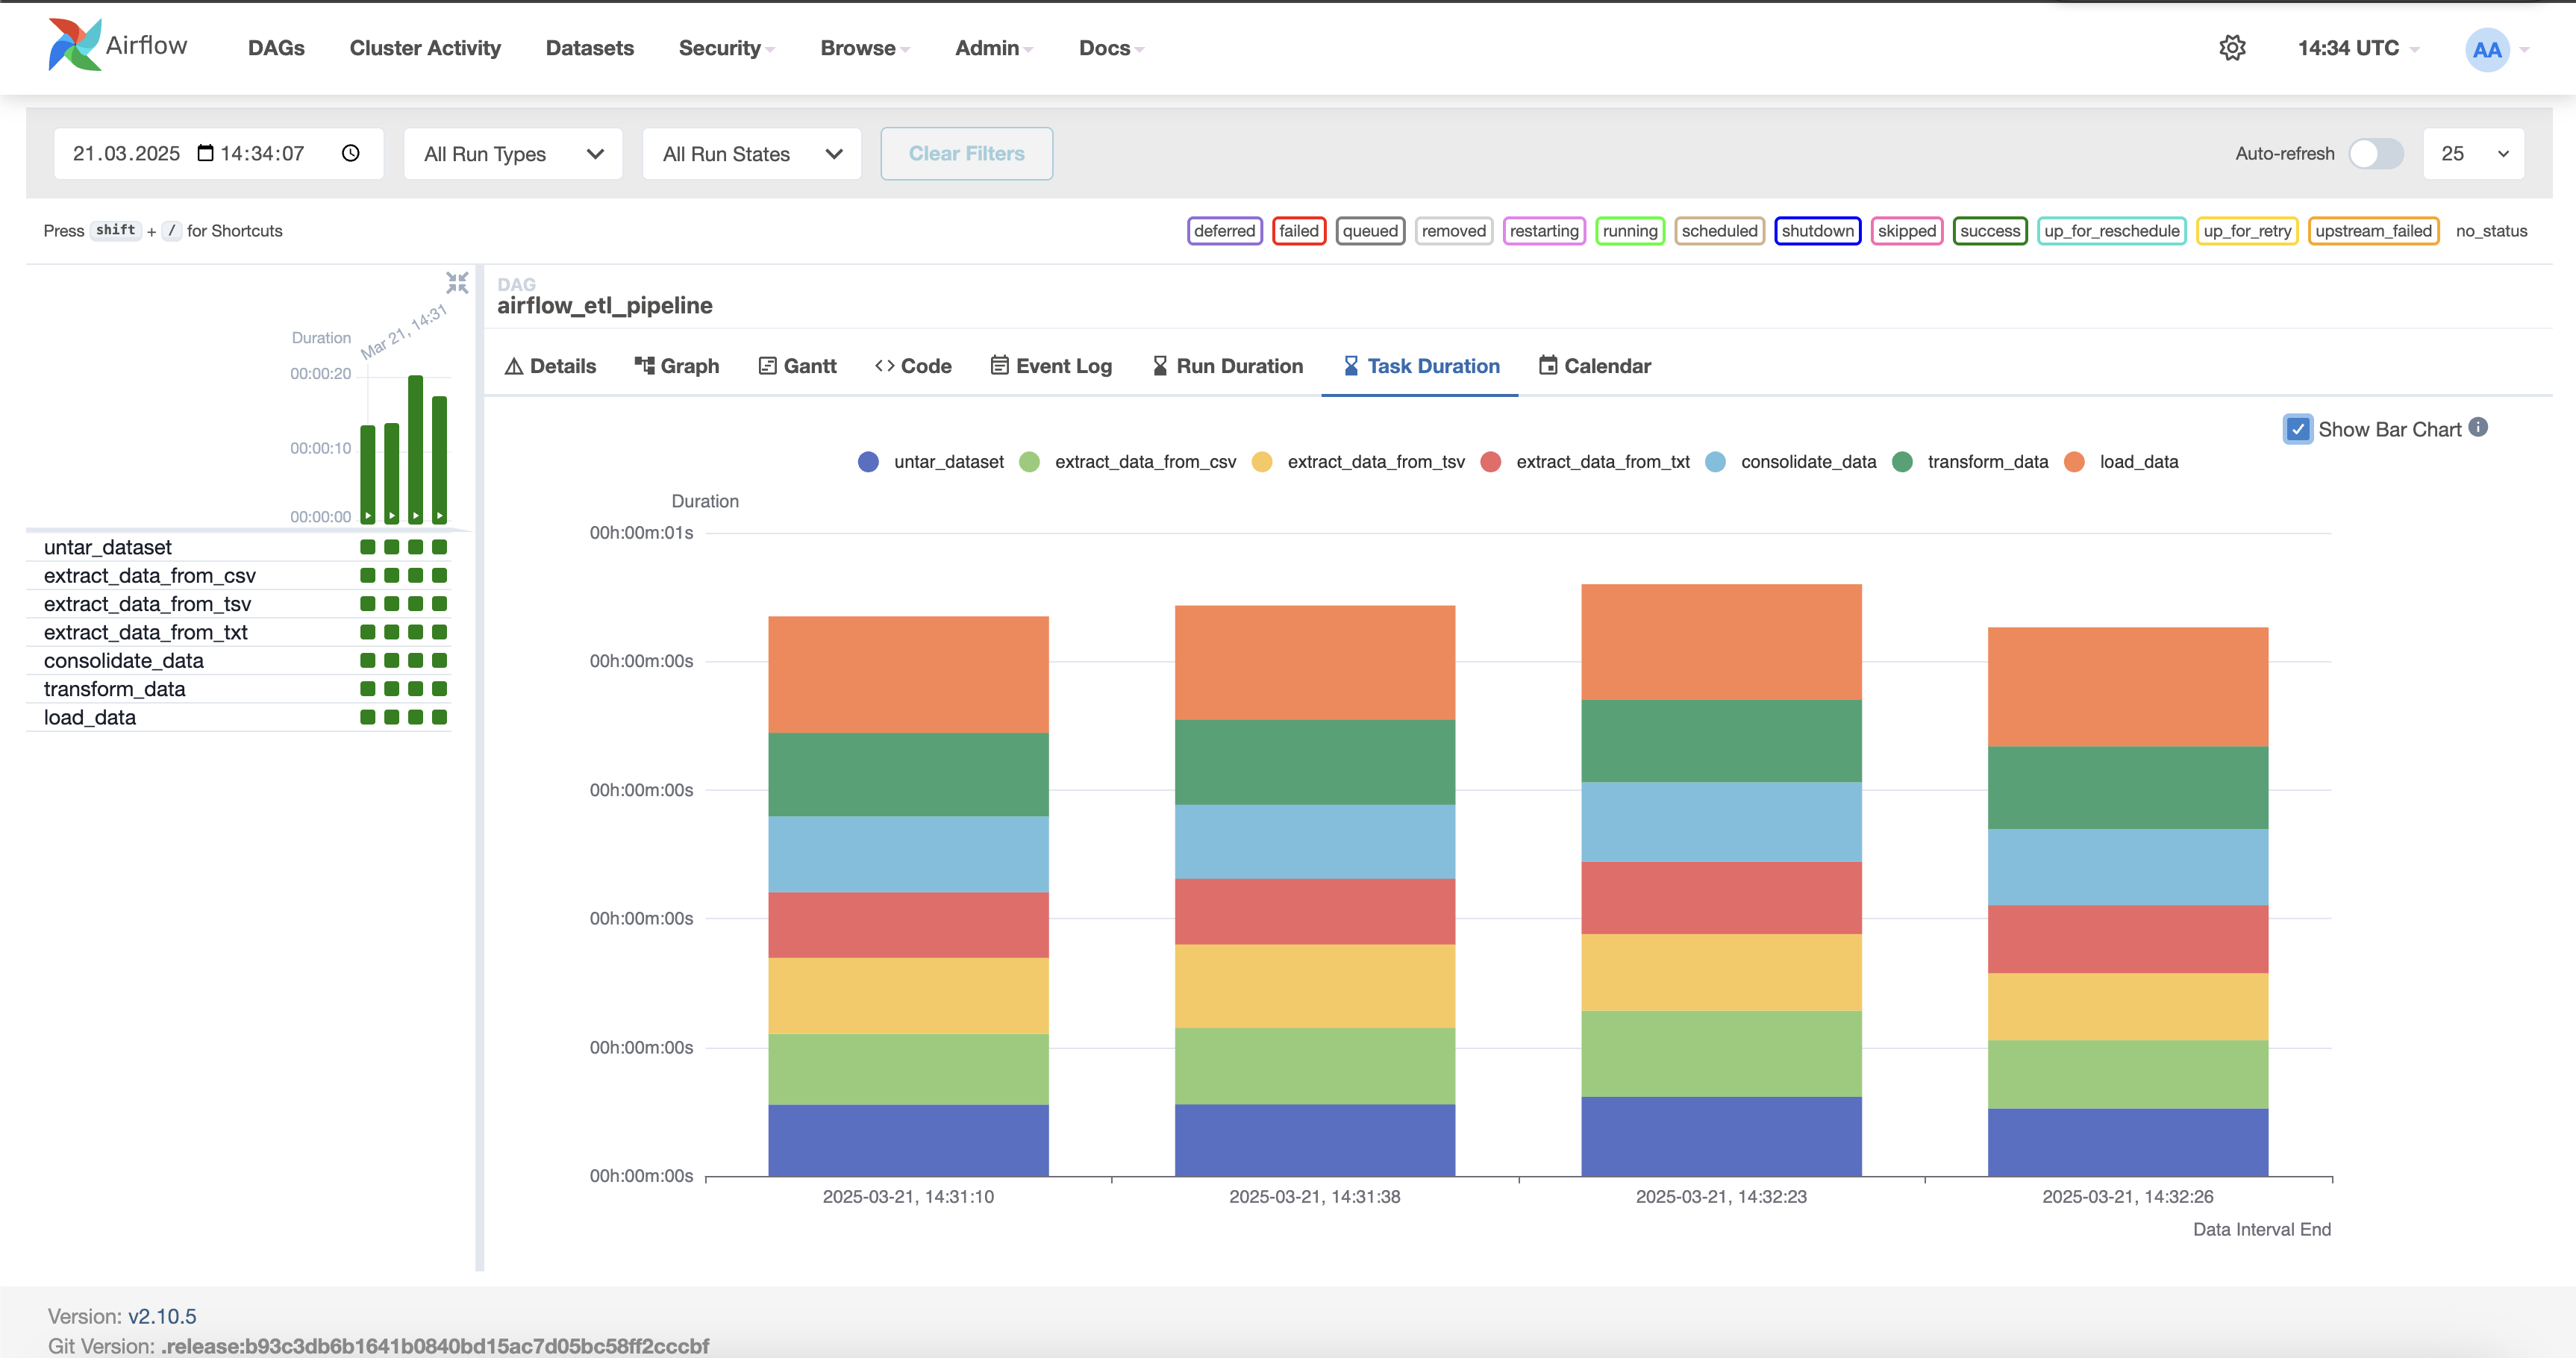 Airflow DAGs Cluster Activity Datasets Security Browse Admin Docs 14:34 UTC AA
21.03.2025 14:34:07 All Run Types All Run States Clear Filters Auto-refresh 25
Press shift + / for Shortcuts deferred failed queued removed restarting running scheduled shutdown skipped success up_for_reschedule up_for_retry upstream_failed no_status
DAG
airflow_etl_pipeline
Details Graph Gantt Code Event Log Run Duration Task Duration Calendar
Mar 21, 14:31
Duration
00:00:20
00:00:10
00:00:00
untar_dataset
extract_data_from_csv
extract_data_from_tsv
extract_data_from_txt
consolidate_data
transform_data
load_data
Show Bar Chart
untar_dataset extract_data_from_csv extract_data_from_tsv extract_data_from_txt consolidate_data transform_data load_data
Duration
00h:00m:01s
00h:00m:00s
00h:00m:00s
00h:00m:00s
00h:00m:00s
00h:00m:00s
2025-03-21, 14:31:10 2025-03-21, 14:31:38 2025-03-21, 14:32:23 2025-03-21, 14:32:26
Data Interval End
Version: v2.10.5
Git Version: .release:b93c3db6b1641b0840bd15ac7d05bc58ff2cccbf